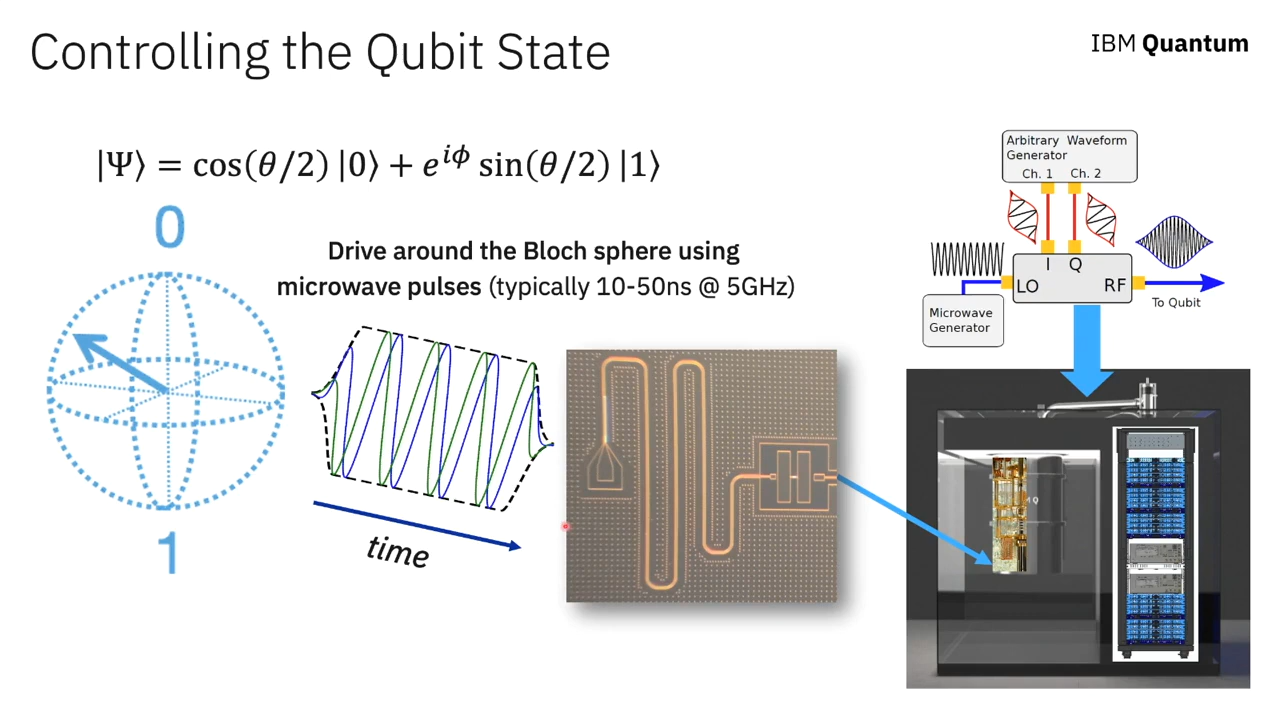 Controlling the Qubit State
IBM Quantum
|Ψ⟩ = cos(θ/2) |0⟩ + e^{iϕ} sin(θ/2) |1⟩
0
1
Drive around the Bloch sphere using
microwave pulses (typically 10-50ns @ 5GHz)
time
Arbitrary Waveform
Generator
Ch. 1 Ch. 2
I Q
LO RF
To Qubit
Microwave
Generator